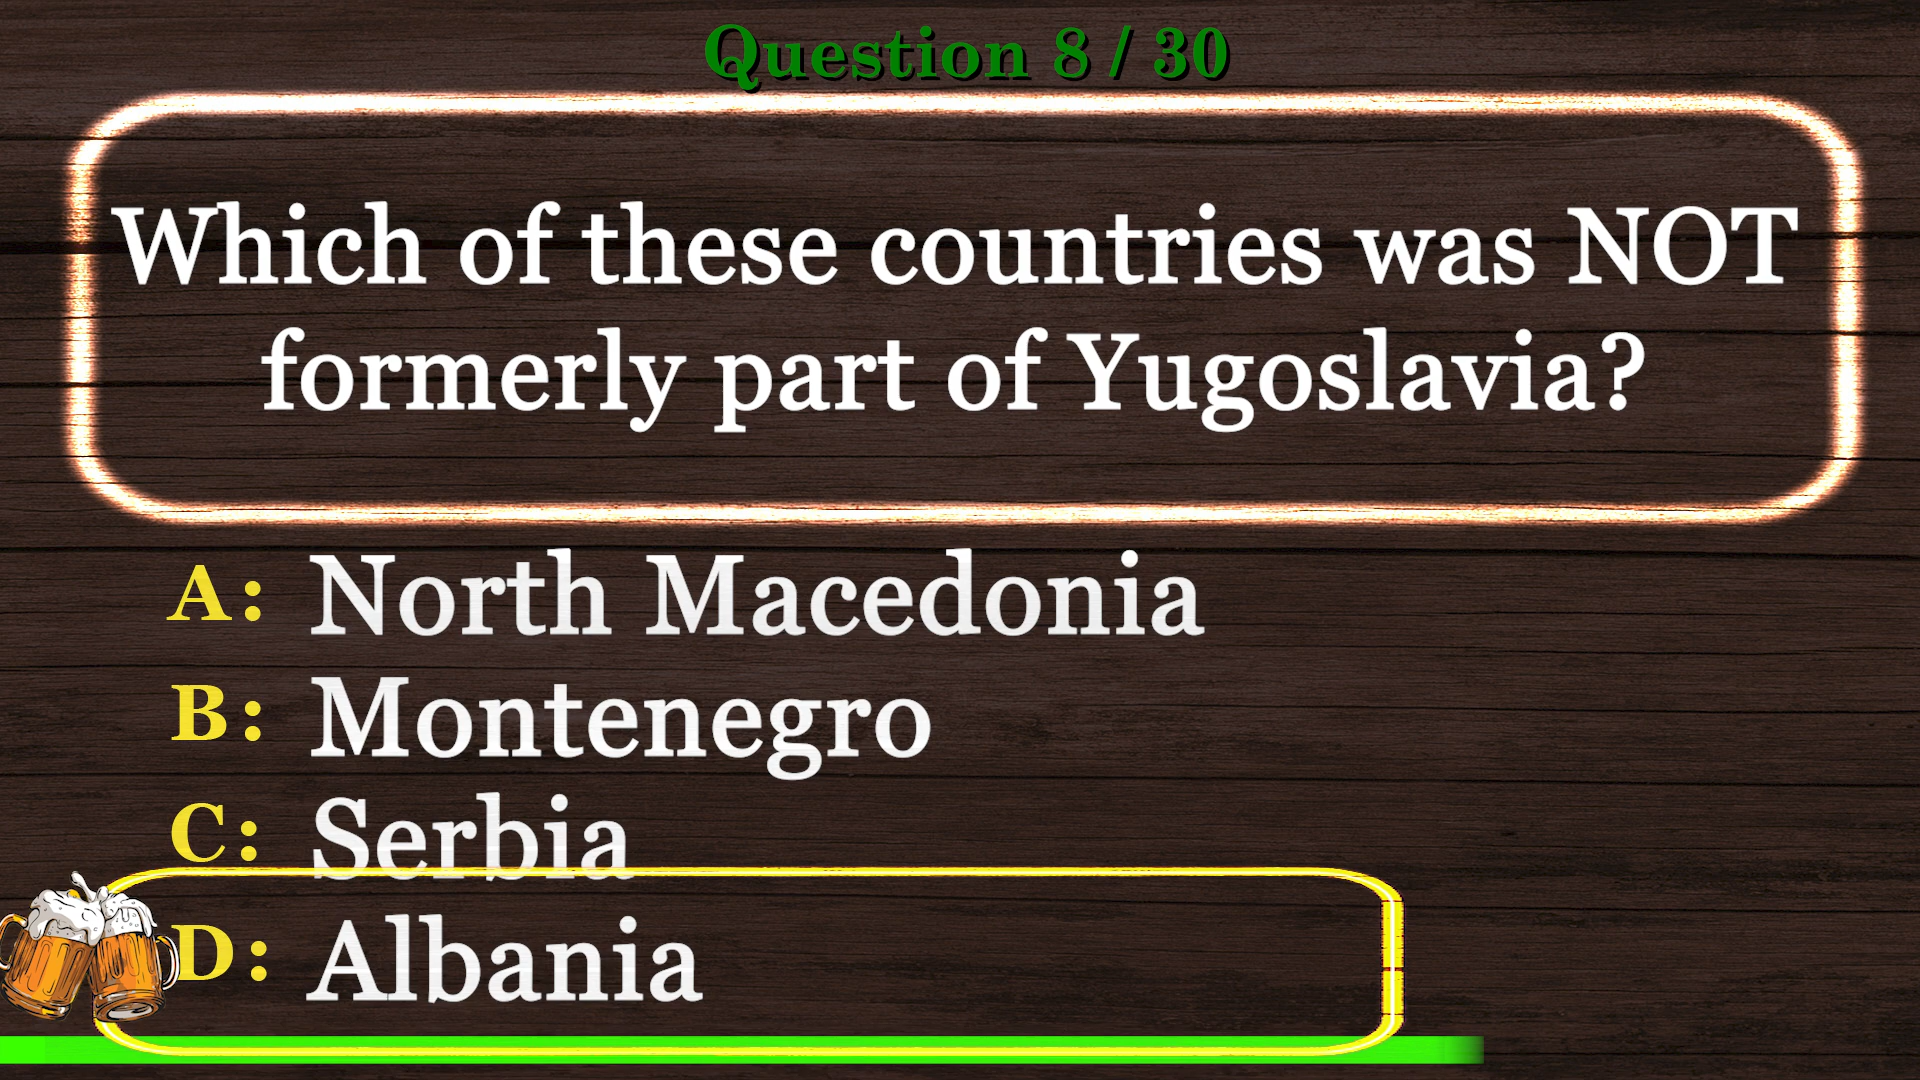 Question 8 / 30
Which of these countries was NOT
formerly part of Yugoslavia?
A: North Macedonia
B: Montenegro
C: Serbia
D: Albania